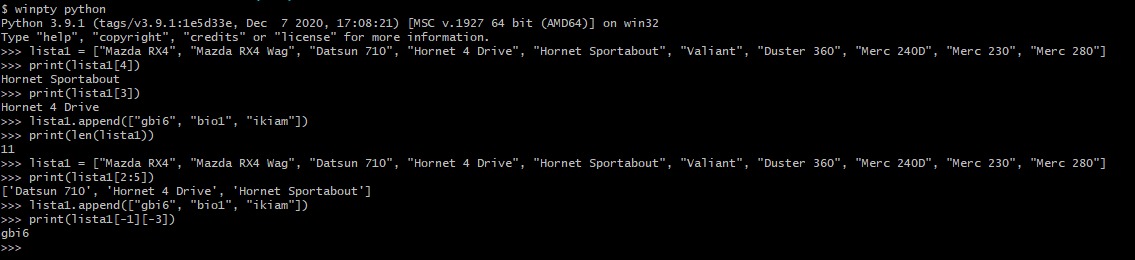 $ winpty python
Python 3.9.1 (tags/v3.9.1:1e5d33e, Dec  7 2020, 17:08:21) [MSC v.1927 64 bit (AMD64)] on win32
Type "help", "copyright", "credits" or "license" for more information.
>>> lista1 = ["Mazda RX4", "Mazda RX4 Wag", "Datsun 710", "Hornet 4 Drive", "Hornet Sportabout", "Valiant", "Duster 360", "Merc 240D", "Merc 230", "Merc 280"]
>>> print(lista1[4])
Hornet Sportabout
>>> print(lista1[3])
Hornet 4 Drive
>>> lista1.append(["gbi6", "bio1", "ikiam"])
>>> print(len(lista1))
11
>>> lista1 = ["Mazda RX4", "Mazda RX4 Wag", "Datsun 710", "Hornet 4 Drive", "Hornet Sportabout", "Valiant", "Duster 360", "Merc 240D", "Merc 230", "Merc 280"]
>>> print(lista1[2:5])
['Datsun 710', 'Hornet 4 Drive', 'Hornet Sportabout']
>>> lista1.append(["gbi6", "bio1", "ikiam"])
>>> print(lista1[-1][-3])
gbi6
>>>